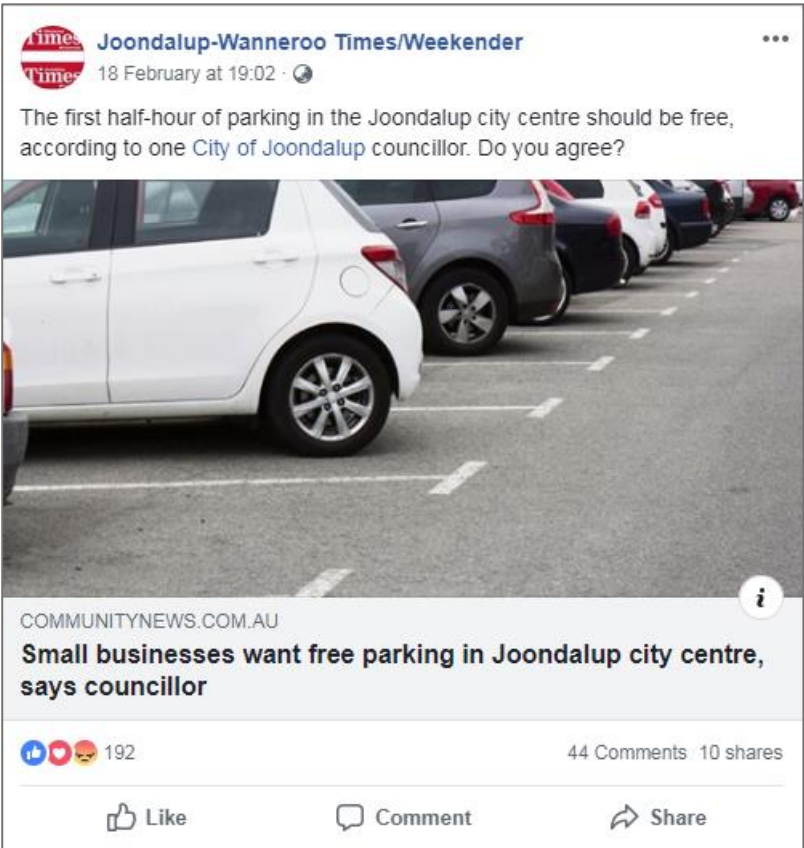 Times
Times
Joondalup-Wanneroo Times/Weekender
18 February at 19:02 ·
The first half-hour of parking in the Joondalup city centre should be free,
according to one City of Joondalup councillor. Do you agree?
i
COMMUNITYNEWS.COM.AU
Small businesses want free parking in Joondalup city centre,
says councillor
192
44 Comments 10 shares
Like Comment Share